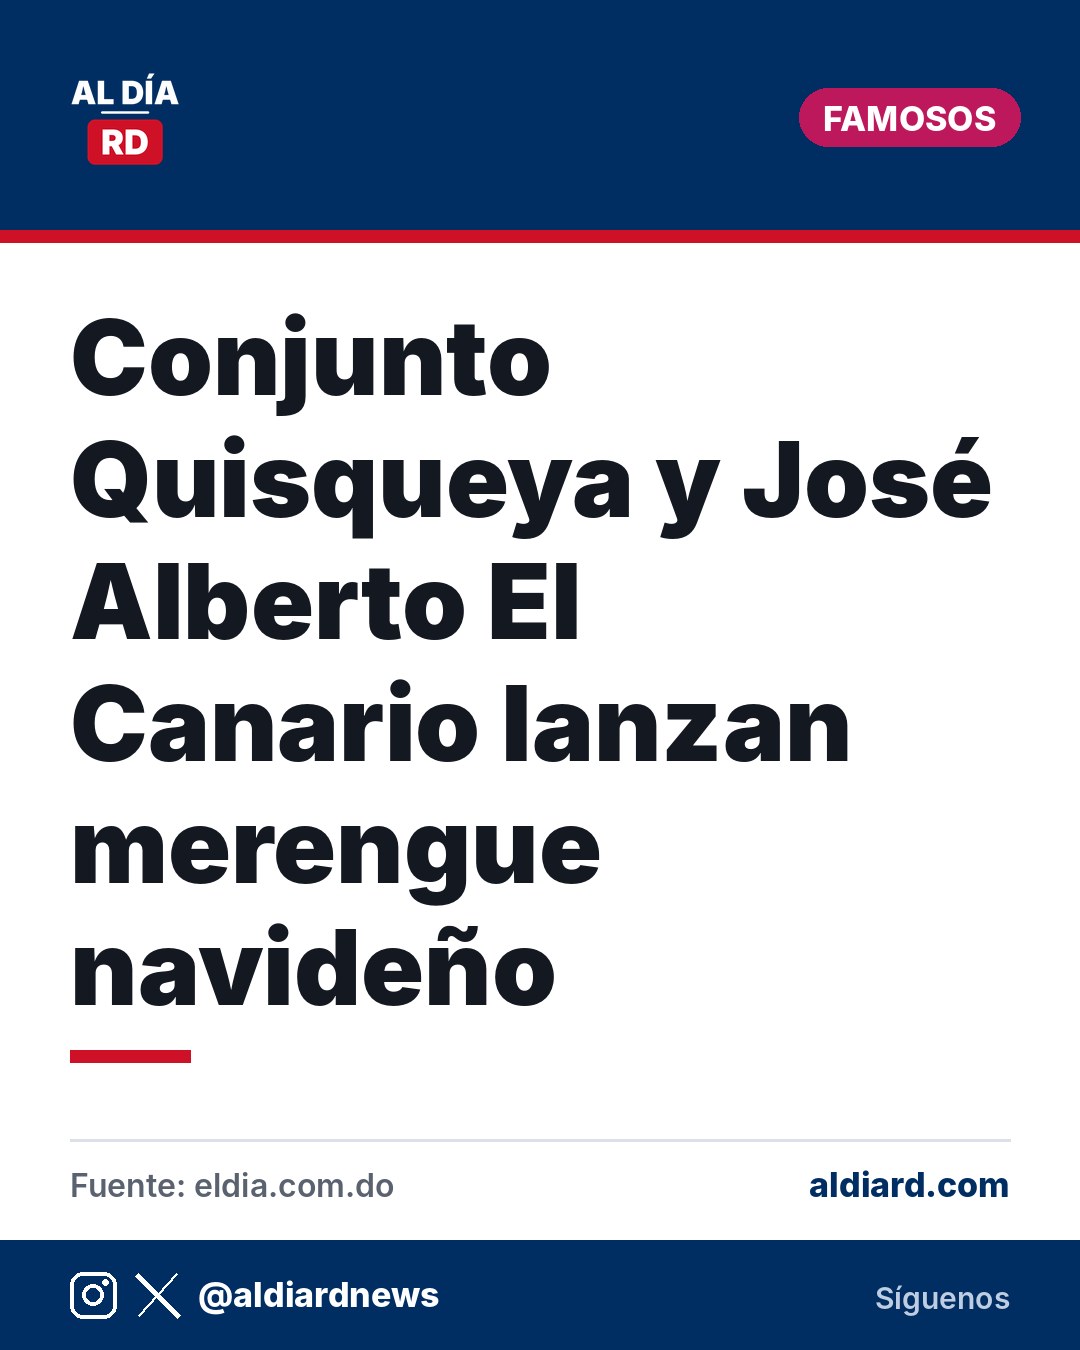 AL DÍA
RD
FAMOSOS
Conjunto
Quisqueya y José
Alberto El
Canario lanzan
merengue
navideño
Fuente: eldia.com.do
aldiard.com
@aldiardnews
Síguenos